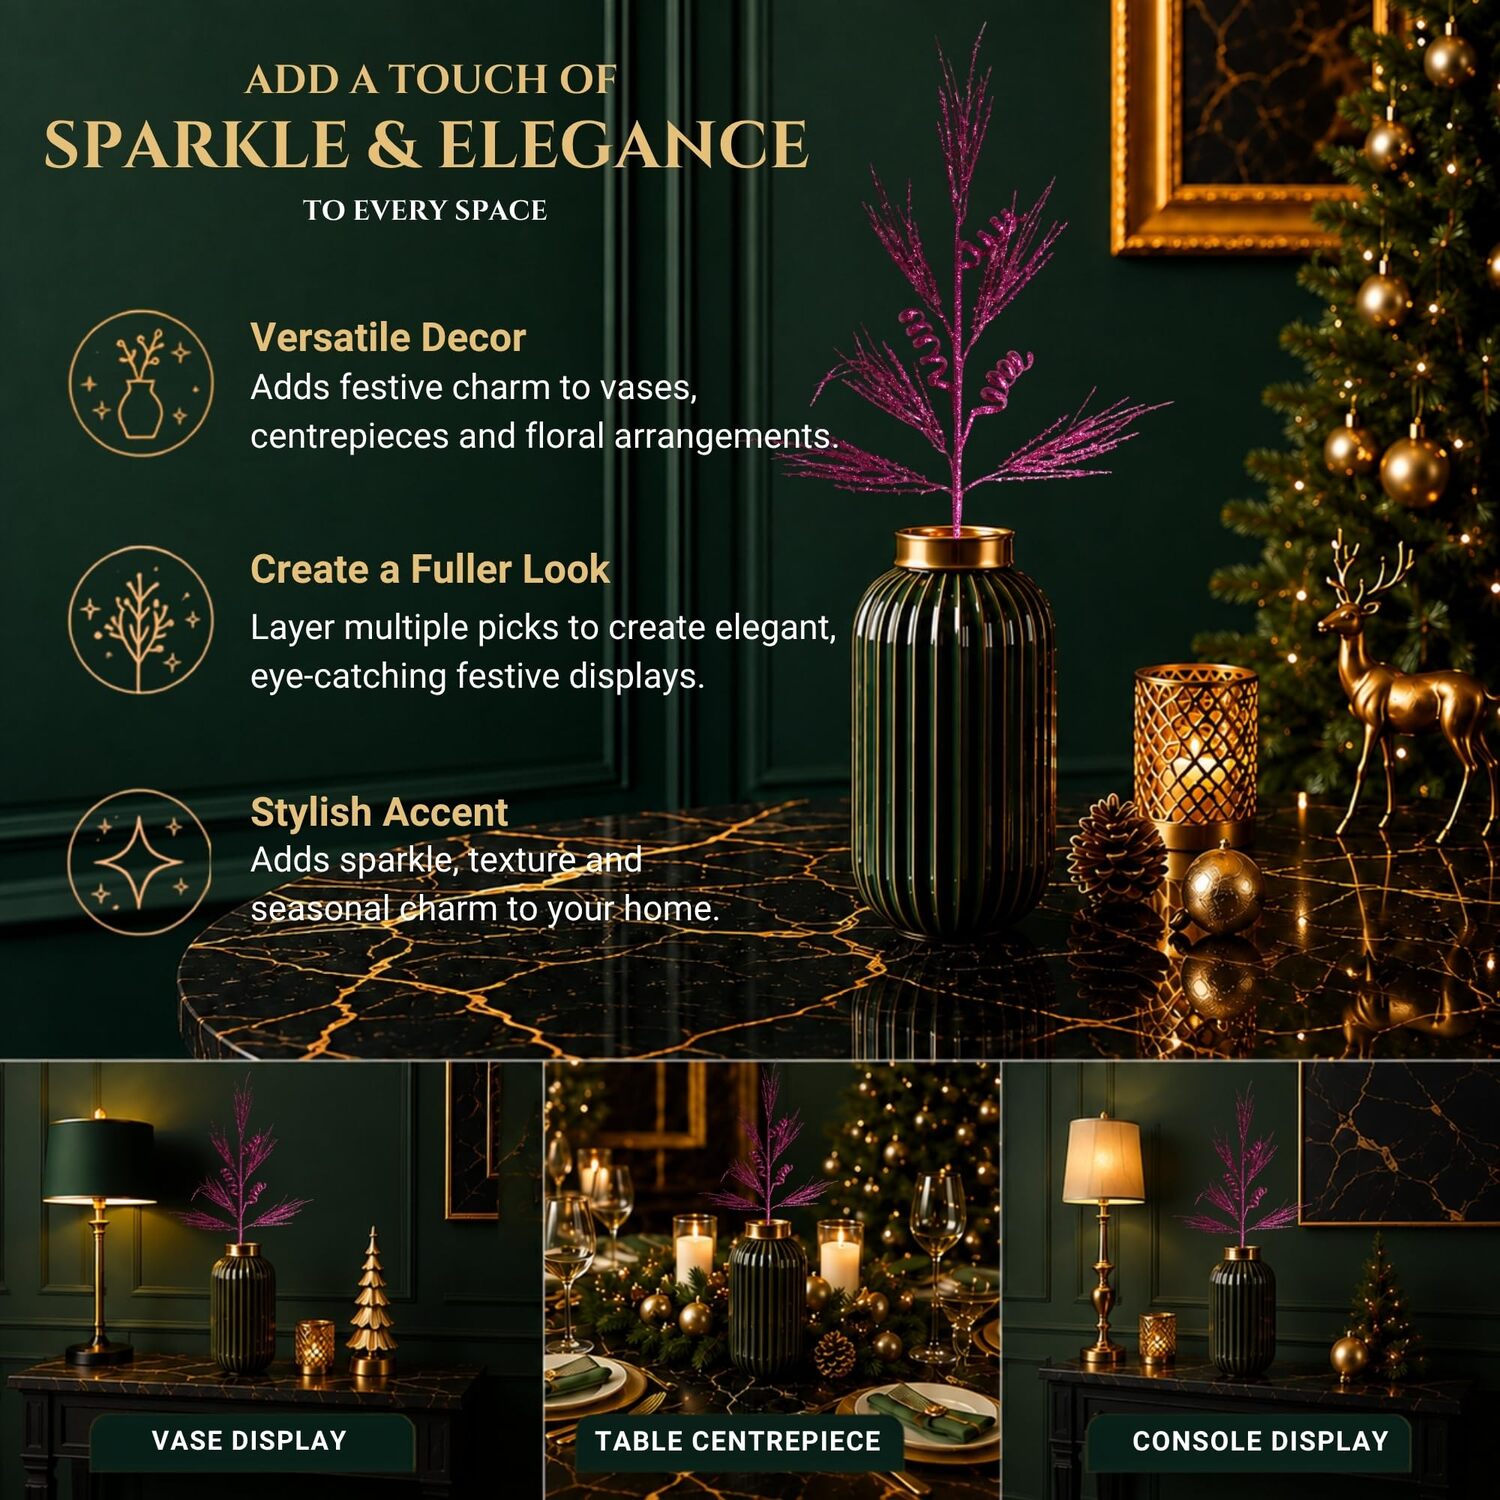 ADD A TOUCH OF
SPARKLE & ELEGANCE
TO EVERY SPACE
Versatile Decor
Adds festive charm to vases,
centrepieces and floral arrangements.
Create a Fuller Look
Layer multiple picks to create elegant,
eye-catching festive displays.
Stylish Accent
Adds sparkle, texture and
seasonal charm to your home.
VASE DISPLAY
TABLE CENTREPIECE
CONSOLE DISPLAY